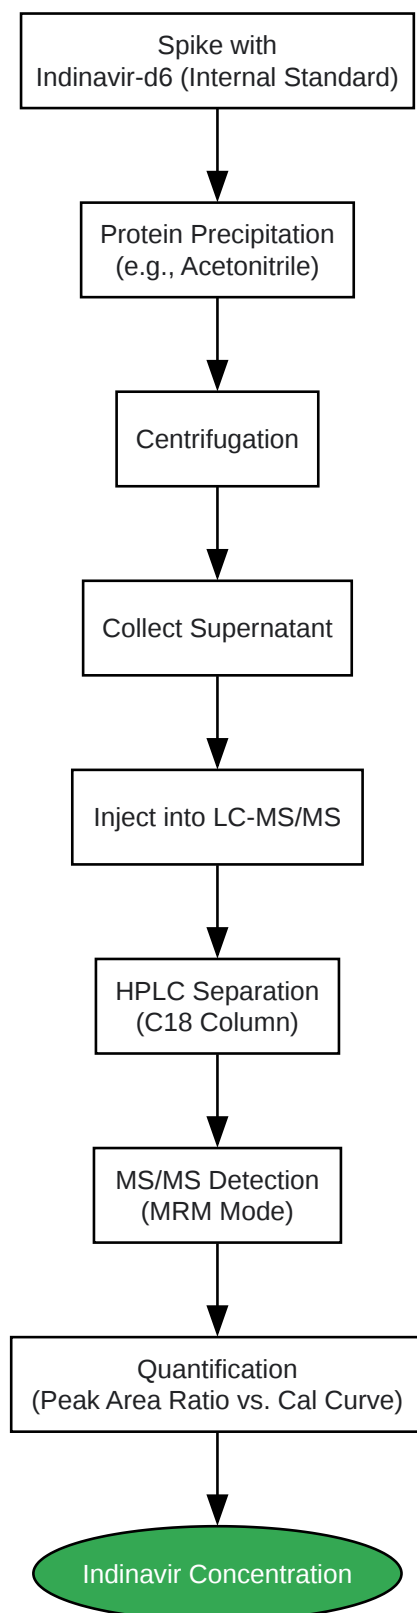 Spike with
Indinavir-d6 (Internal Standard)
Protein Precipitation
(e.g., Acetonitrile)
Centrifugation
Collect Supernatant
Inject into LC-MS/MS
HPLC Separation
(C18 Column)
MS/MS Detection
(MRM Mode)
Quantification
(Peak Area Ratio vs. Cal Curve)
Indinavir Concentration